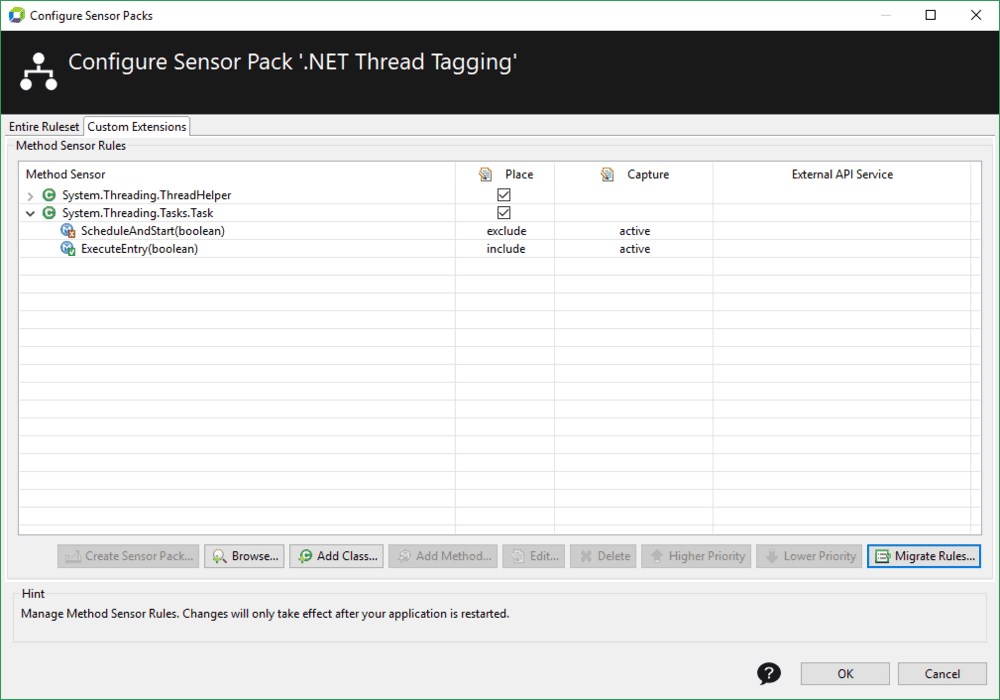 Configure Sensor Packs
Configure Sensor Pack '.NET Thread Tagging'
Entire Ruleset Custom Extensions
Method Sensor Rules
Method Sensor Place Capture External API Service
System.Threading.ThreadHelper
System.Threading.Tasks.Task
ScheduleAndStart(boolean) exclude active
ExecuteEntry(boolean) include active
Create Sensor Pack... Browse... Add Class... Add Method... Edit... Delete Higher Priority Lower Priority Migrate Rules...
Hint
Manage Method Sensor Rules. Changes will only take effect after your application is restarted.
? OK Cancel